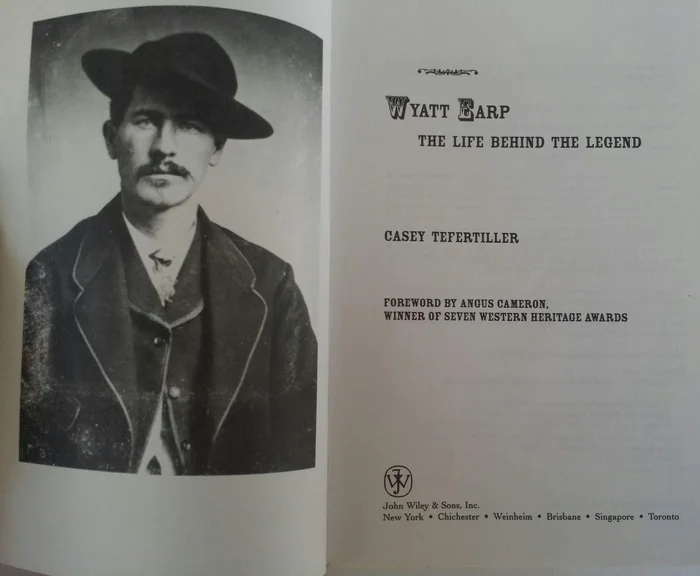 WYATT EARP
THE LIFE BEHIND THE LEGEND
CASEY TEFERTILLER
FOREWORD BY ANGUS CAMERON,
WINNER OF SEVEN WESTERN HERITAGE AWARDS
John Wiley & Sons, Inc.
New York • Chichester • Weinheim • Brisbane • Singapore • Toronto